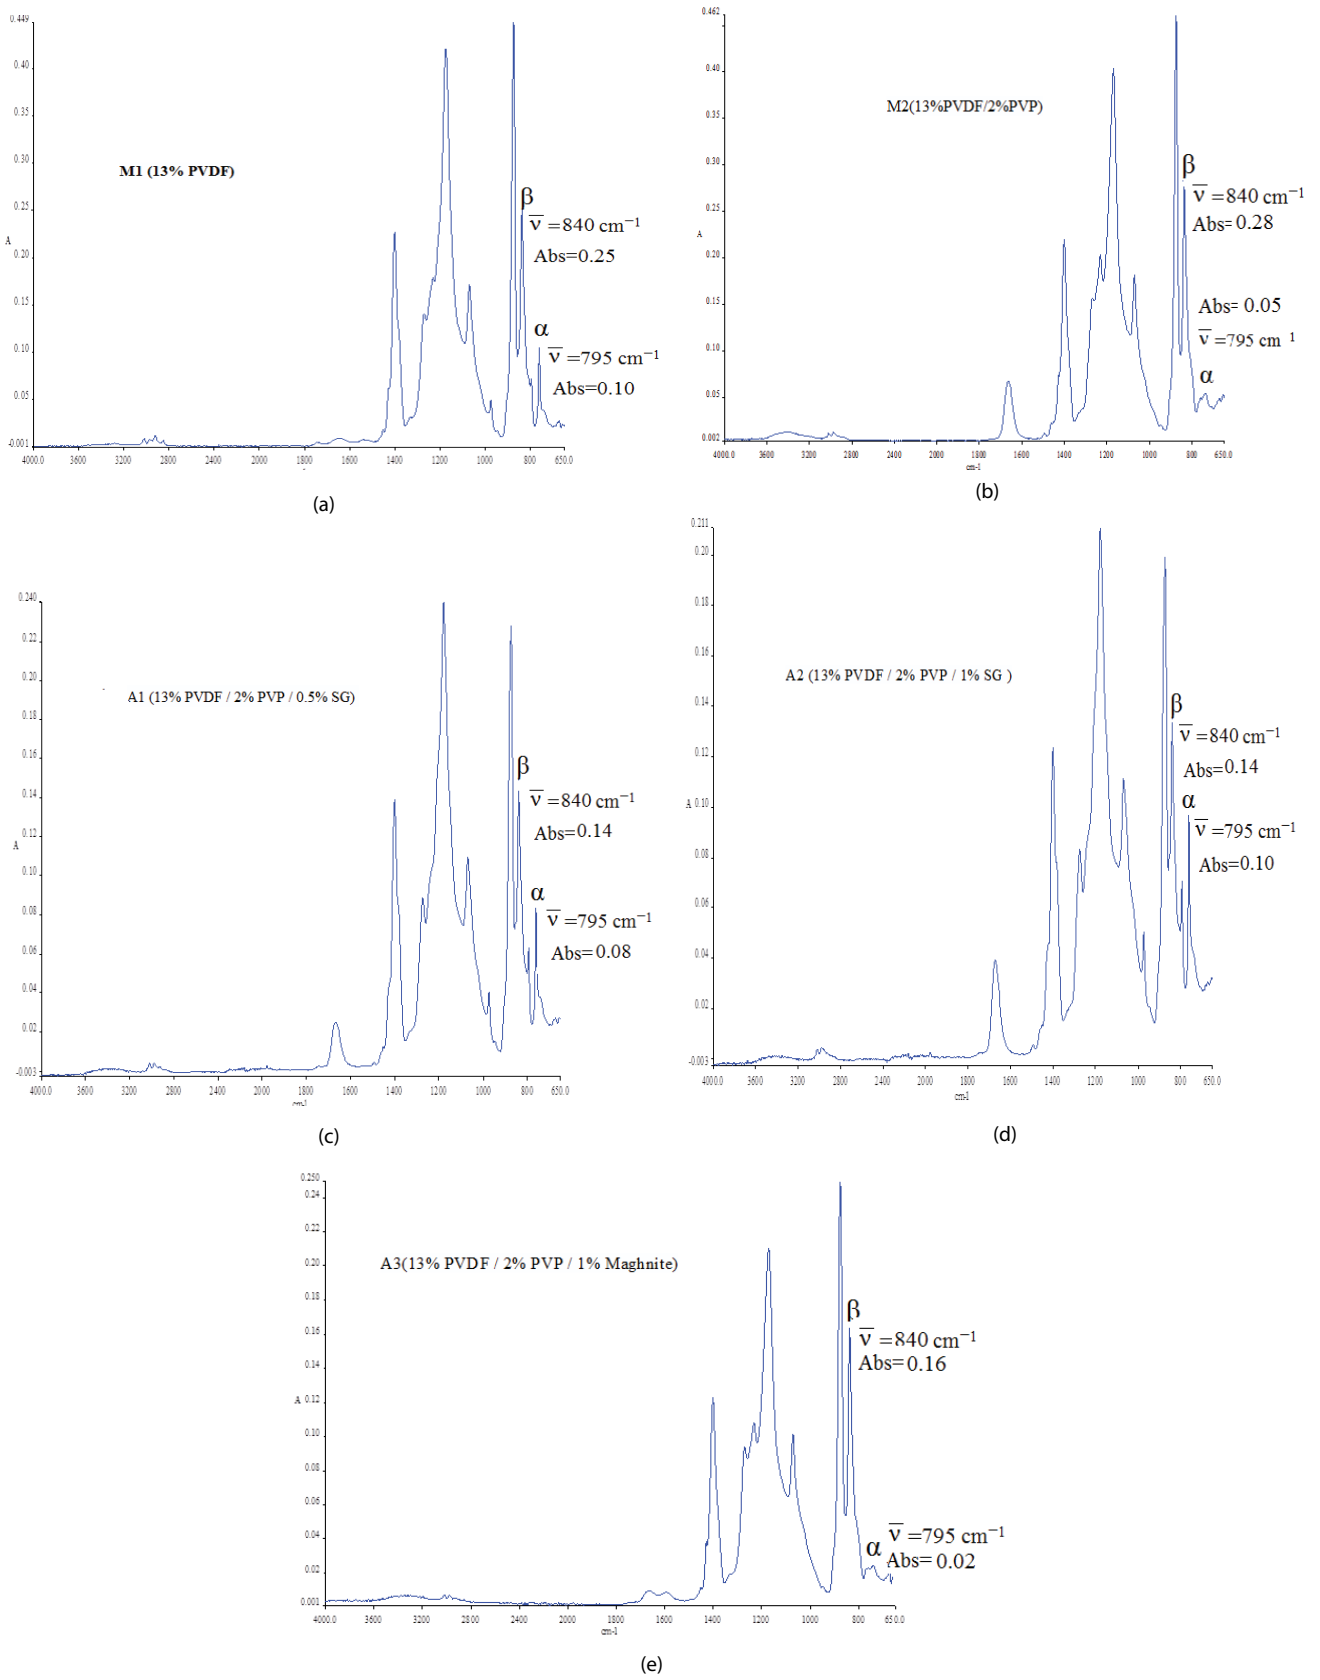 0.449
0.40
0.35
0.30
M1 (13% PVDF)
0.25
β
ν̅ =840 cm⁻¹
A
Abs=0.25
0.20
0.15
α
ν̅ =795 cm⁻¹
0.10
Abs=0.10
0.05
-0.001
4000.0 3600 3200 2800 2400 2000 1800 1600 1400 1200 1000 800 650.0
(a)
0.462
0.40
M2(13%PVDF/2%PVP)
0.35
0.30
β
ν̅ =840 cm⁻¹
0.25
Abs= 0.28
A
0.20
Abs= 0.05
0.15
ν̅ =795 cm⁻¹
0.10
α
0.05
0.002
4000.0 3600 3200 2800 2400 2000 1800 1600 1400 1200 1000 800 650.0
cm-1
(b)
0.240
0.22
0.20
A1 (13% PVDF / 2% PVP / 0.5% SG)
0.18
0.16
β
0.14
ν̅ =840 cm⁻¹
0.12
Abs=0.14
A
0.10
α
0.08
ν̅ =795 cm⁻¹
0.06
Abs=0.08
0.04
0.02
-0.003
4000.0 3600 3200 2800 2400 2000 1800 1600 1400 1200 1000 800 650.0
cm-1
(c)
0.211
0.20
0.18
0.16
A2 (13% PVDF / 2% PVP / 1% SG )
0.14
β
ν̅ =840 cm⁻¹
0.12
Abs=0.14
α
A 0.10
ν̅ =795 cm⁻¹
0.08
Abs=0.10
0.06
0.04
0.02
-0.003
4000.0 3600 3200 2800 2400 2000 1800 1600 1400 1200 1000 800 650.0
cm-1
(d)
0.250
0.24
0.22
0.20
A3(13% PVDF / 2% PVP / 1% Maghnite)
0.18
β
0.16
ν̅ =840 cm⁻¹
Abs=0.16
0.14
A
0.12
0.10
0.08
0.06
0.04
α
ν̅ =795 cm⁻¹
Abs= 0.02
0.02
0.001
4000.0 3600 3200 2800 2400 2000 1800 1600 1400 1200 1000 800 650.0
cm-1
(e)